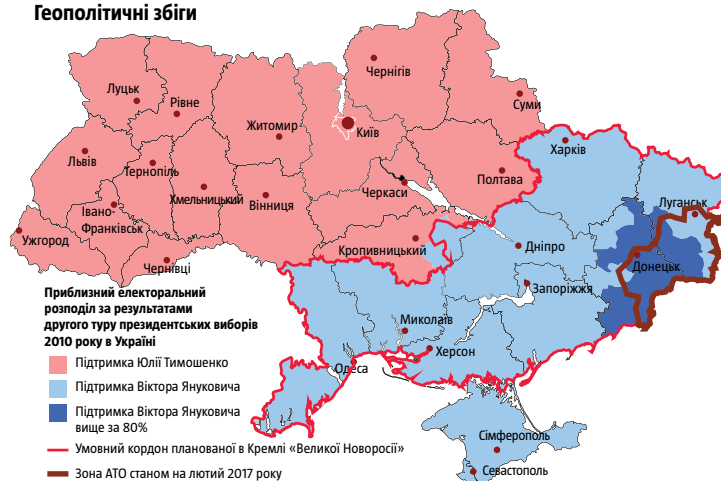 Геополітичні збіги
Чернігів
Луцьк
Рівне
Суми
Житомир
Київ
Харків
Львів
Тернопіль
Полтава
Хмельницький
Вінниця
Черкаси
Луганськ
Івано-
Франківськ
Ужгород
Кропивницький
Дніпро
Чернівці
Донецьк
Запоріжжя
Миколаїв
Херсон
Одеса
Приблизний електоральний
розподіл за результатами
другого туру президентських виборів
2010 року в Україні
Підтримка Юлії Тимошенко
Підтримка Віктора Януковича
Підтримка Віктора Януковича
вище за 80%
Умовний кордон планованої в Кремлі «Великої Новоросії»
Зона АТО станом на лютий 2017 року
Сімферополь
Севастополь